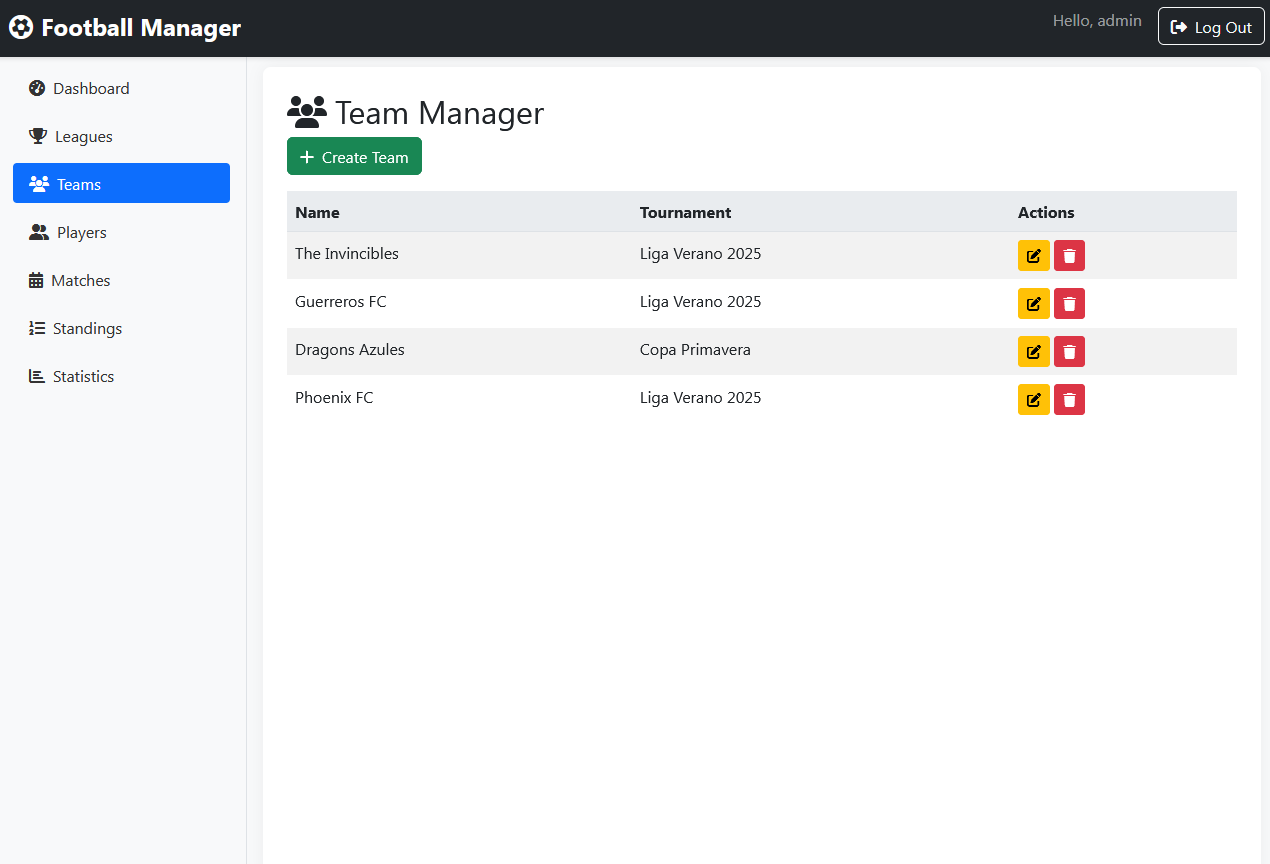 Football Manager
Hello, admin
Log Out
Dashboard
Leagues
Teams
Players
Matches
Standings
Statistics
Team Manager
Create Team
Name Tournament Actions
The Invincibles Liga Verano 2025
Guerreros FC Liga Verano 2025
Dragons Azules Copa Primavera
Phoenix FC Liga Verano 2025